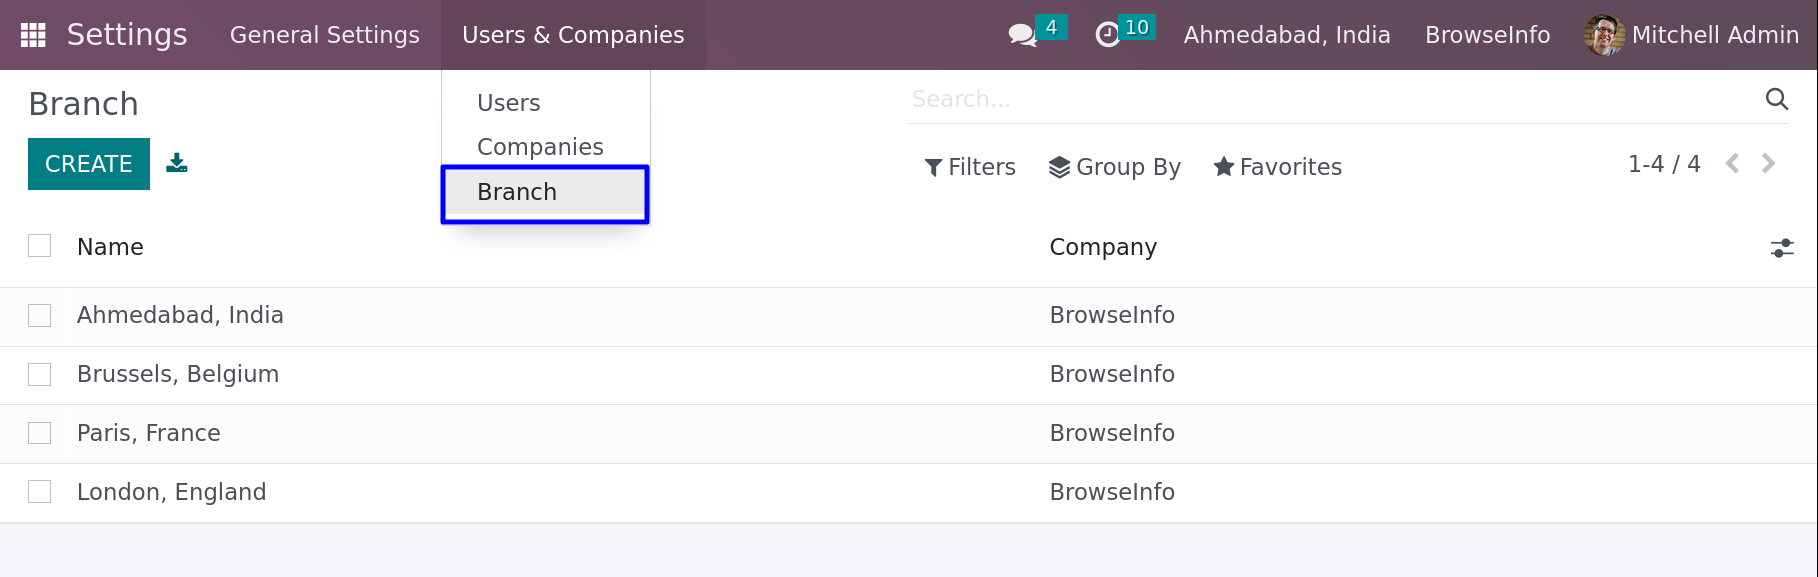 Settings General Settings Users & Companies 4 10 Ahmedabad, India BrowseInfo Mitchell Admin
Branch
Users
Companies
Branch
Search...
CREATE
Filters Group By Favorites 1-4 / 4
Name Company
Ahmedabad, India BrowseInfo
Brussels, Belgium BrowseInfo
Paris, France BrowseInfo
London, England BrowseInfo